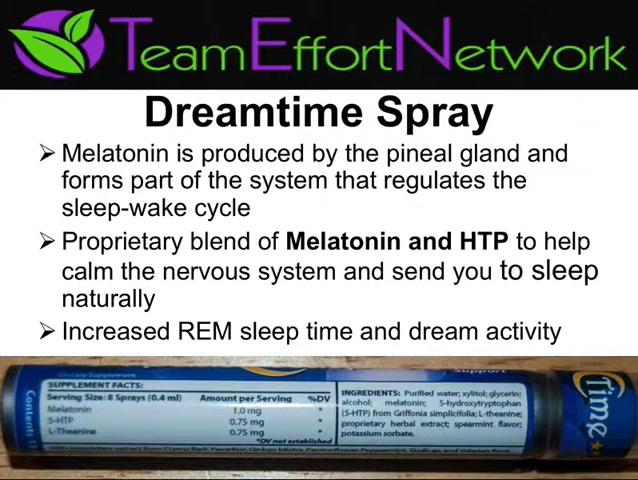 TeamEffortNetwork
Dreamtime Spray
➢ Melatonin is produced by the pineal gland and
forms part of the system that regulates the
sleep-wake cycle
➢ Proprietary blend of Melatonin and HTP to help
calm the nervous system and send you to sleep
naturally
➢ Increased REM sleep time and dream activity
Dietary Supplement
Support
SUPPLEMENT FACTS:
Serving Size: 8 Sprays (0.4 ml) Amount per Serving %DV
Melatonin 1.0 mg *
5-HTP 0.75 mg *
L-Theanine 0.75 mg *
*DV not established
INGREDIENTS: Purified water; xylitol; glycerin;
alcohol; melatonin; 5-hydroxytryptophan
(5-HTP) from Griffonia simplicifolia; L-theanine;
proprietary herbal extract; spearmint flavor;
potassium sorbate.
Contents
Time